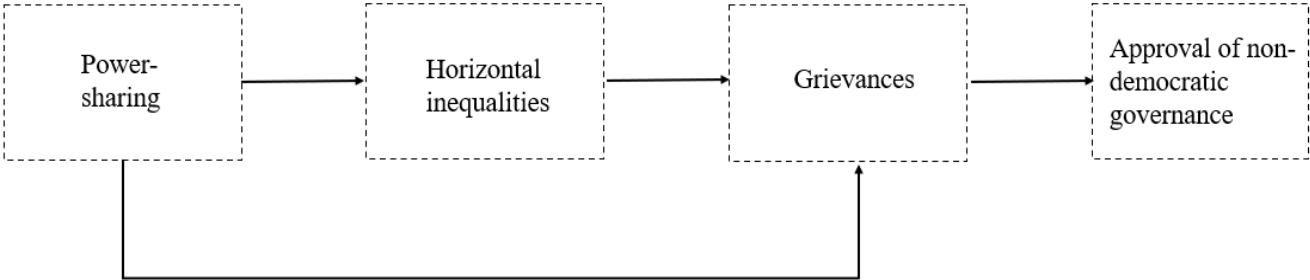 Power-
sharing
Horizontal
inequalities
Grievances
Approval of non-
democratic
governance